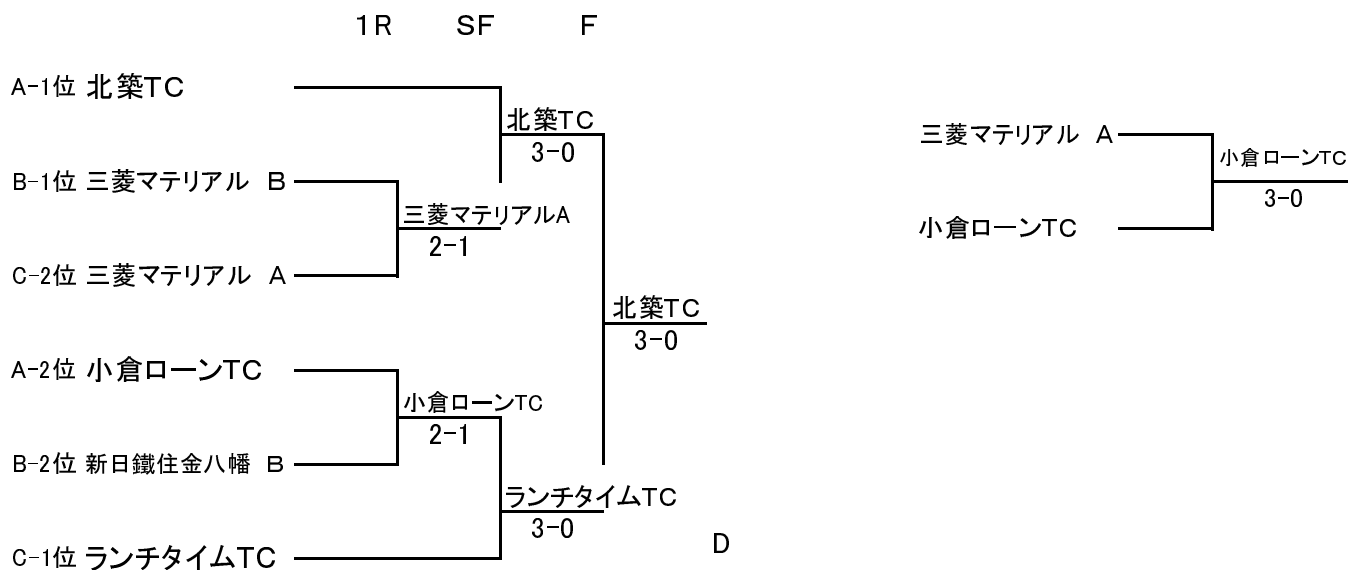 1R SF F
A-1位 北築TC
北築TC
3-0
B-1位 三菱マテリアル B
三菱マテリアルA
2-1
C-2位 三菱マテリアル A
北築TC
3-0
A-2位 小倉ローンTC
小倉ローンTC
2-1
B-2位 新日鐵住金八幡 B
ランチタイムTC
3-0
C-1位 ランチタイムTC
D
三菱マテリアル A
小倉ローンTC
3-0
小倉ローンTC